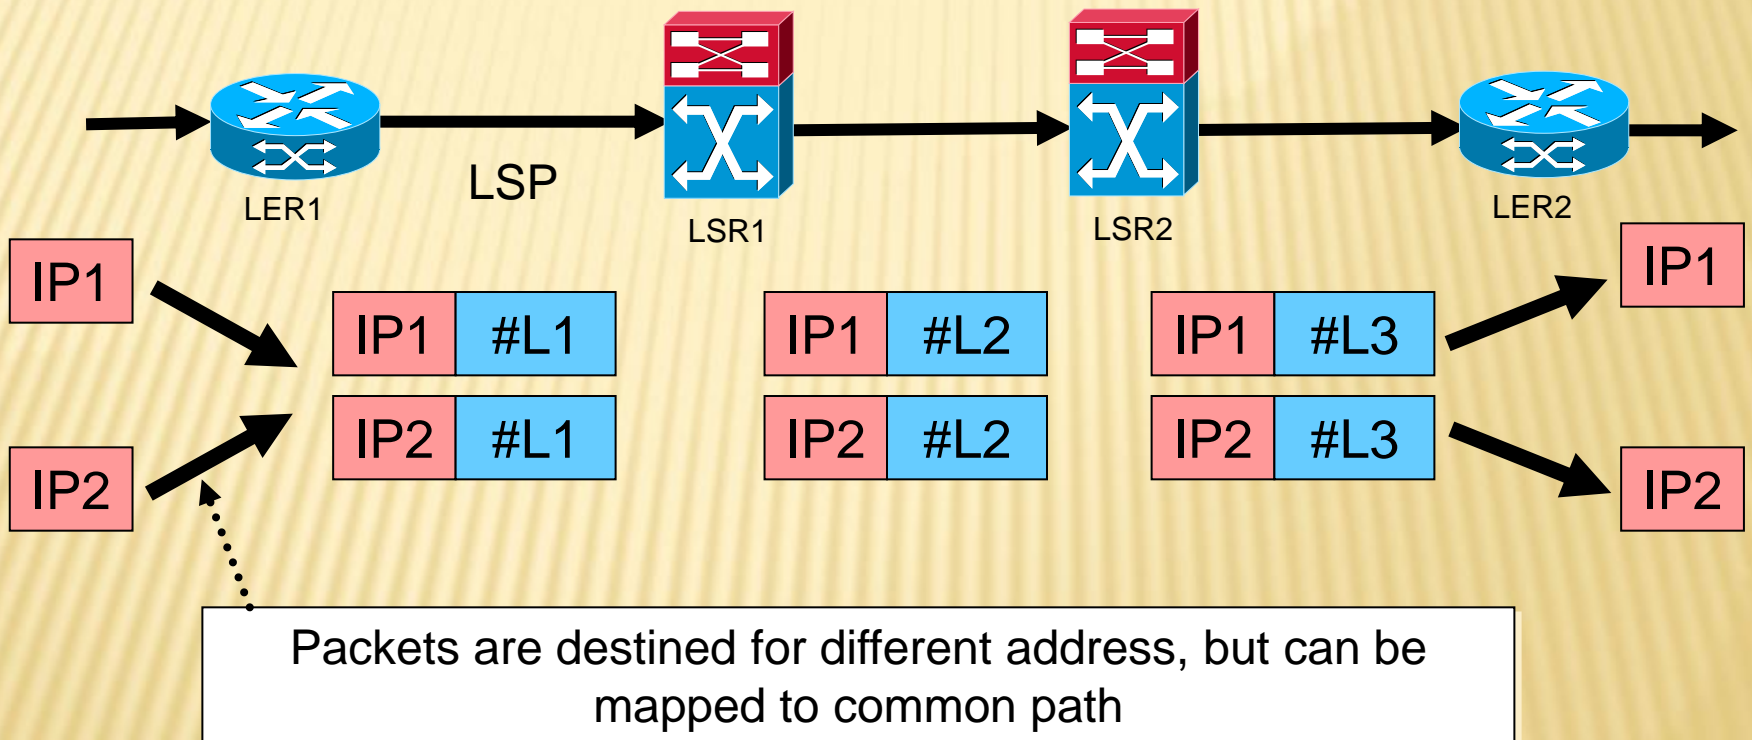 LSP
LER1
LSR1
LSR2
LER2
IP1
IP1 #L1
IP1 #L2
IP1 #L3
IP1
IP2
IP2 #L1
IP2 #L2
IP2 #L3
IP2
Packets are destined for different address, but can be
mapped to common path